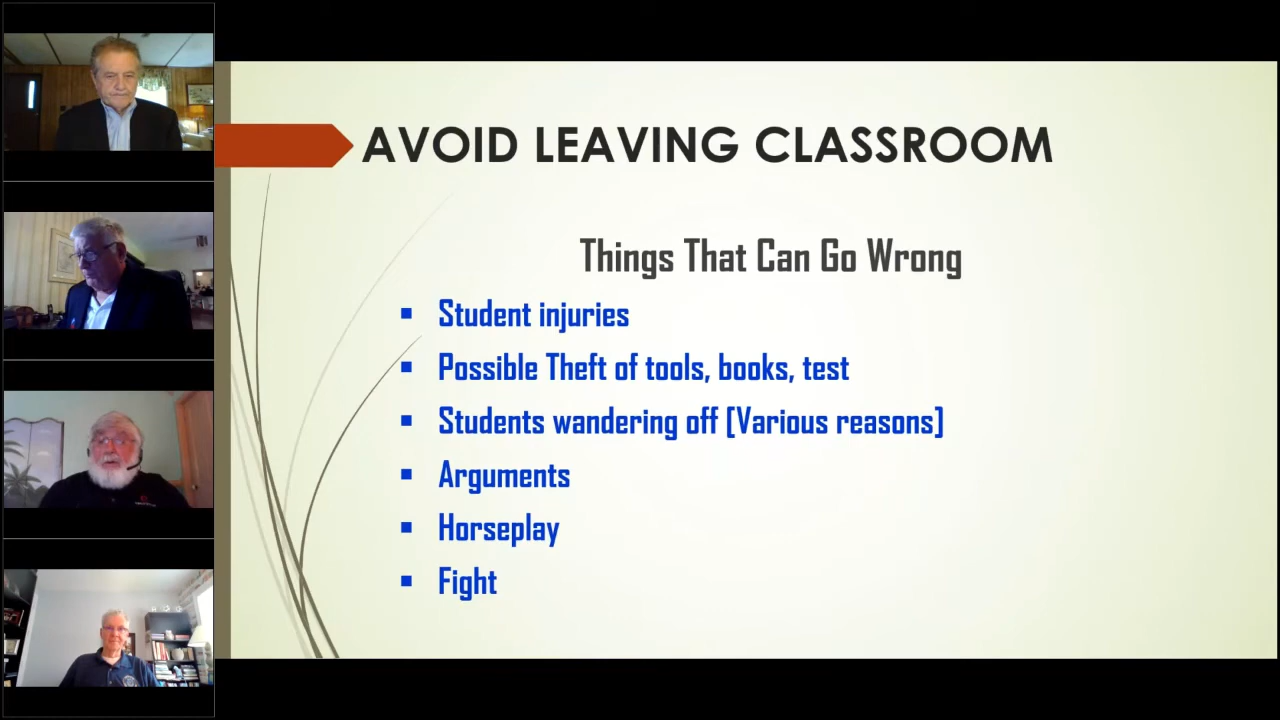 AVOID LEAVING CLASSROOM
Things That Can Go Wrong
Student injuries
Possible Theft of tools, books, test
Students wandering off [Various reasons]
Arguments
Horseplay
Fight